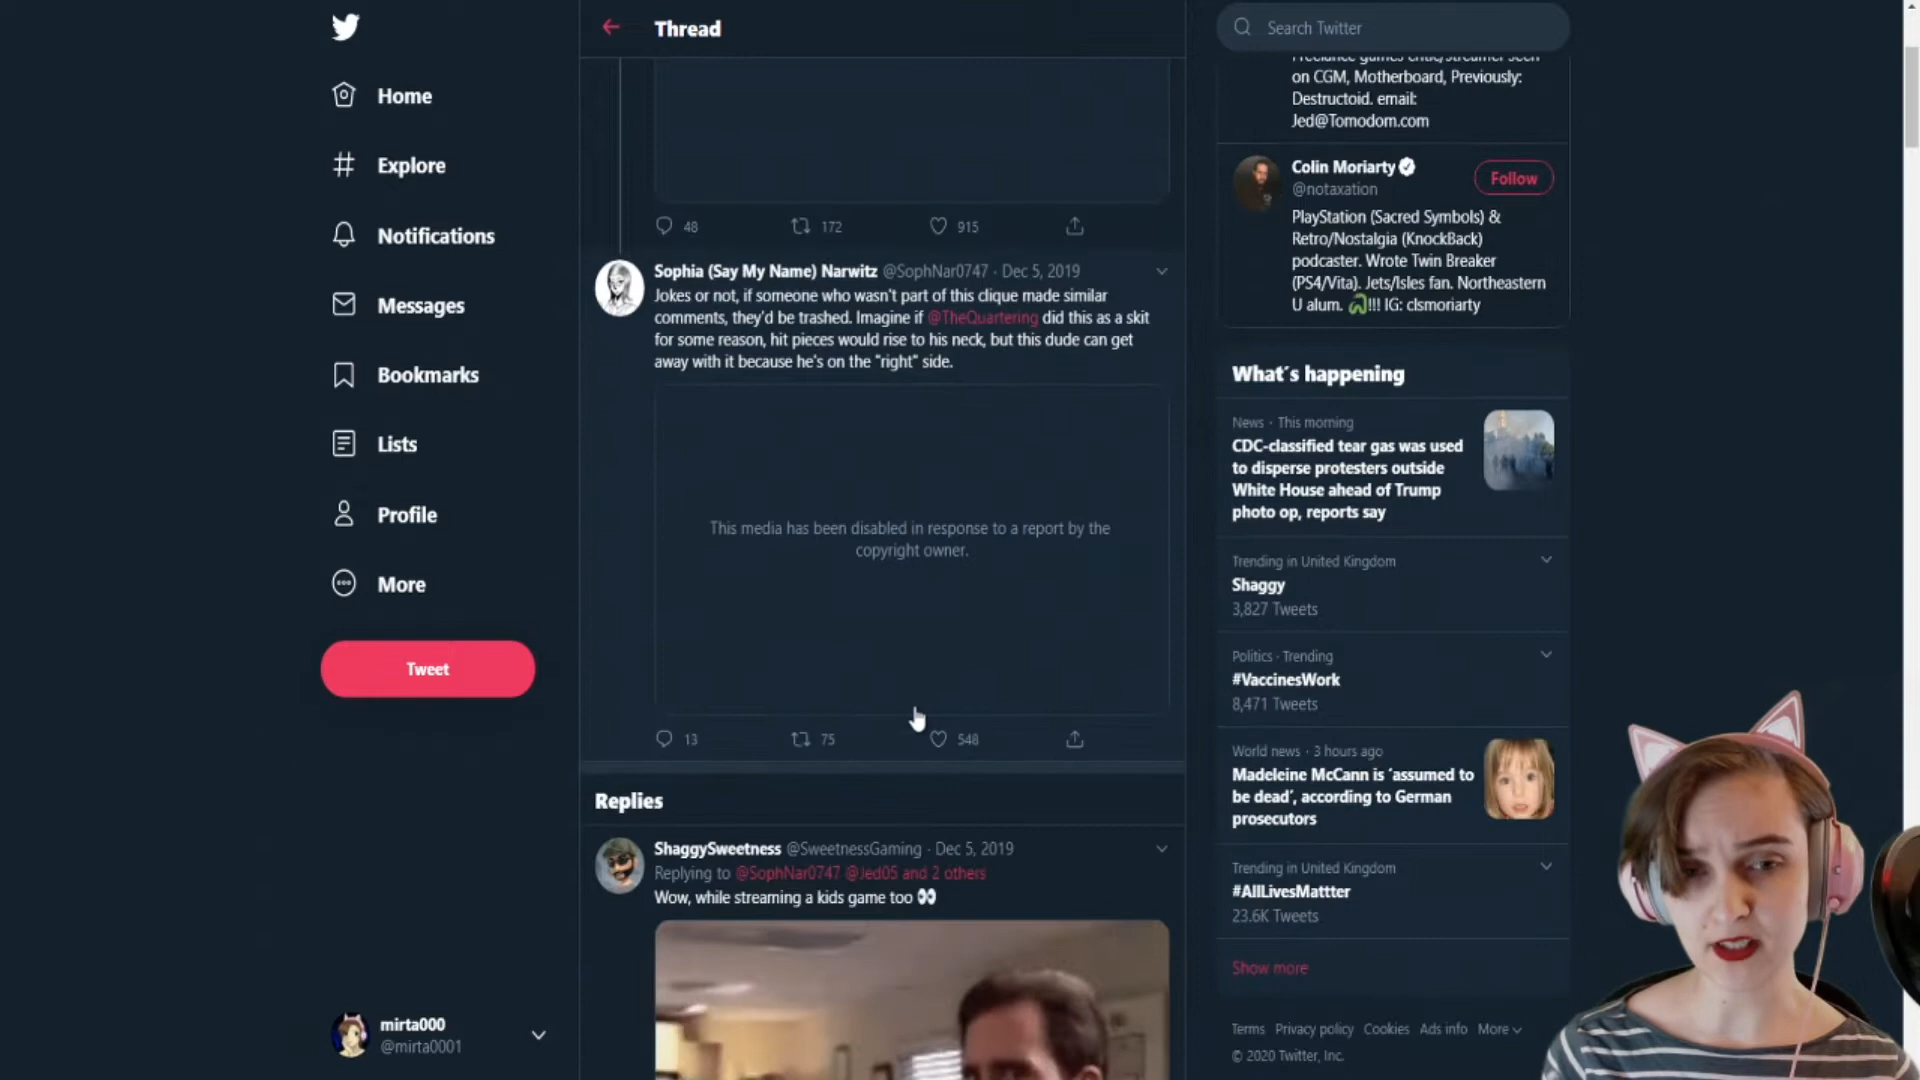 Home
Explore
Notifications
Messages
Bookmarks
Lists
Profile
More
Tweet
mirta000
@mirta0001
Thread
48
172
915
Sophia (Say My Name) Narwitz @SophNar0747 · Dec 5, 2019
Jokes or not, if someone who wasn't part of this clique made similar
comments, they'd be trashed. Imagine if @TheQuartering did this as a skit
for some reason, hit pieces would rise to his neck, but this dude can get
away with it because he's on the "right" side.
This media has been disabled in response to a report by the
copyright owner.
13
75
548
Replies
ShaggySweetness @SweetnessGaming · Dec 5, 2019
Replying to @SophNar0747 @Jed05 and 2 others
Wow, while streaming a kids game too 👀
Search Twitter
Freelance games critic/streamer seen
on CGM, Motherboard, Previously:
Destructoid. email:
Jed@Tomodom.com
Colin Moriarty
@notaxation
Follow
PlayStation (Sacred Symbols) &
Retro/Nostalgia (KnockBack)
podcaster. Wrote Twin Breaker
(PS4/Vita). Jets/Isles fan. Northeastern
U alum. !!! IG: clsmoriarty
What´s happening
News · This morning
CDC-classified tear gas was used
to disperse protesters outside
White House ahead of Trump
photo op, reports say
Trending in United Kingdom
Shaggy
3,827 Tweets
Politics · Trending
#VaccinesWork
8,471 Tweets
World news · 3 hours ago
Madeleine McCann is ´assumed to
be dead´, according to German
prosecutors
Trending in United Kingdom
#AllLivesMattter
23.6K Tweets
Show more
Terms Privacy policy Cookies Ads info More
© 2020 Twitter, Inc.